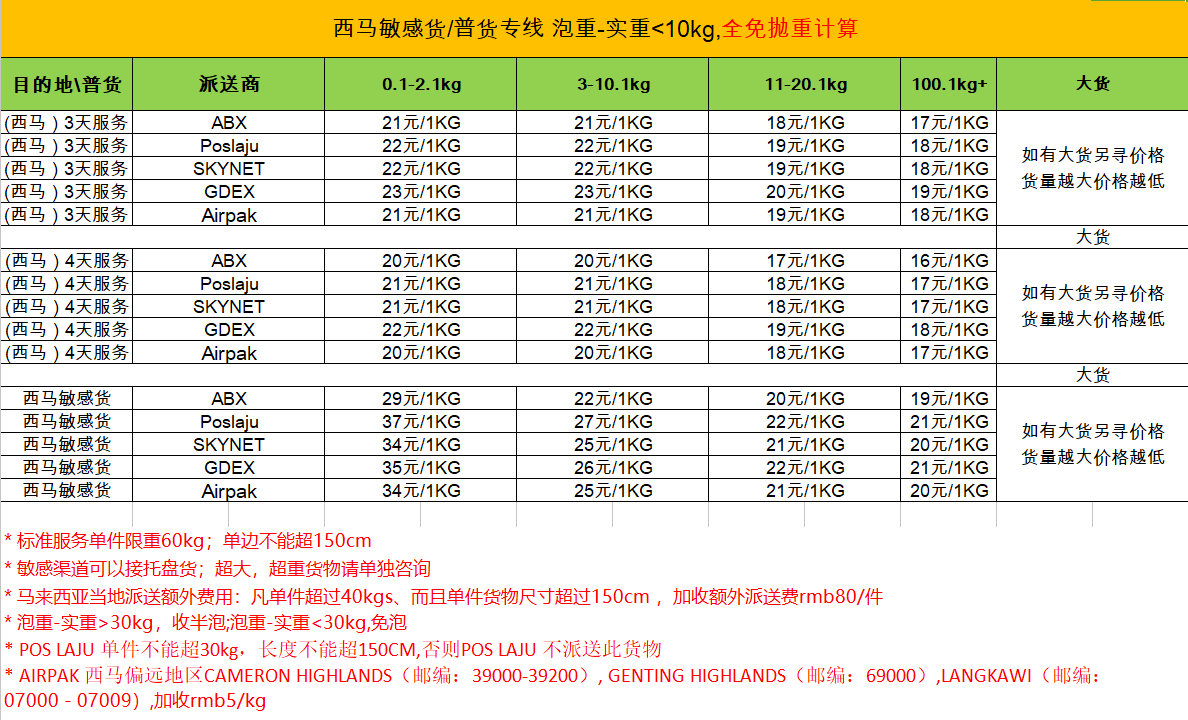 西马敏感货/普货专线 泡重-实重<10kg,全免抛重计算
目的地\普货 派送商 0.1-2.1kg 3-10.1kg 11-20.1kg 100.1kg+ 大货
(西马 ) 3天服务 ABX 21元/1KG 21元/1KG 18元/1KG 17元/1KG
(西马 ) 3天服务 Poslaju 22元/1KG 22元/1KG 19元/1KG 18元/1KG
(西马 ) 3天服务 SKYNET 22元/1KG 22元/1KG 19元/1KG 18元/1KG
(西马 ) 3天服务 GDEX 23元/1KG 23元/1KG 20元/1KG 19元/1KG
(西马 ) 3天服务 Airpak 21元/1KG 21元/1KG 19元/1KG 18元/1KG
如有大货另寻价格
货量越大价格越低
大货
(西马 ) 4天服务 ABX 20元/1KG 20元/1KG 17元/1KG 16元/1KG
(西马 ) 4天服务 Poslaju 21元/1KG 21元/1KG 18元/1KG 17元/1KG
(西马 ) 4天服务 SKYNET 21元/1KG 21元/1KG 18元/1KG 17元/1KG
(西马 ) 4天服务 GDEX 22元/1KG 22元/1KG 19元/1KG 18元/1KG
(西马 ) 4天服务 Airpak 20元/1KG 20元/1KG 18元/1KG 17元/1KG
如有大货另寻价格
货量越大价格越低
大货
西马敏感货 ABX 29元/1KG 22元/1KG 20元/1KG 19元/1KG
西马敏感货 Poslaju 37元/1KG 27元/1KG 22元/1KG 21元/1KG
西马敏感货 SKYNET 34元/1KG 25元/1KG 21元/1KG 20元/1KG
西马敏感货 GDEX 35元/1KG 26元/1KG 22元/1KG 21元/1KG
西马敏感货 Airpak 34元/1KG 25元/1KG 21元/1KG 20元/1KG
如有大货另寻价格
货量越大价格越低
* 标准服务单件限重60kg；单边不能超150cm
* 敏感渠道可以接托盘货；超大，超重货物请单独咨询
* 马来西亚当地派送额外费用：凡单件超过40kgs、而且单件货物尺寸超过150cm ，加收额外派送费rmb80/件
* 泡重-实重>30kg，收半泡;泡重-实重<30kg,免泡
* POS LAJU 单件不能超30kg，长度不能超150CM,否则POS LAJU 不派送此货物
* AIRPAK 西马偏远地区CAMERON HIGHLANDS（邮编：39000-39200）, GENTING HIGHLANDS（邮编：69000）,LANGKAWI（邮编：
07000 - 07009）,加收rmb5/kg